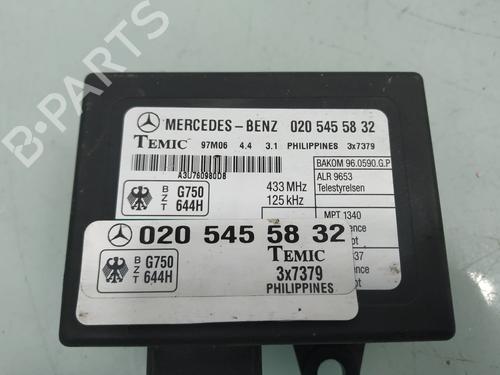 MERCEDES-BENZ 020 545 58 32
TEMIC 97M06 4.4 3.1 PHILIPPINES 3x7379
A3U760980D8
BAKOM 96.0590.G.P
BZT G750 644H
433 MHz
125 kHz
ALR 9653
Telestyrelsen
MPT 1340
020 545 58 32
BZT G750 644H
TEMIC
3x7379
PHILIPPINES